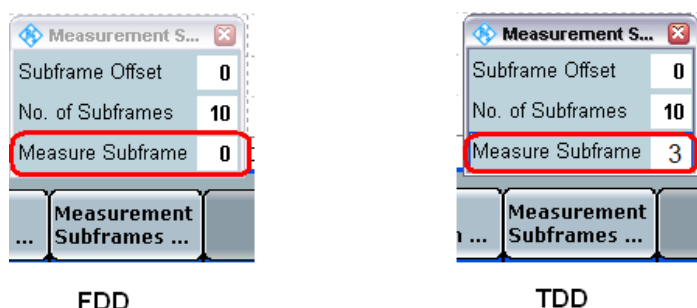 Measurement S...
Subframe Offset 0
No. of Subframes 10
Measure Subframe 0
... Measurement Subframes ...
FDD
Measurement S...
Subframe Offset 0
No. of Subframes 10
Measure Subframe 3
... Measurement Subframes ...
TDD